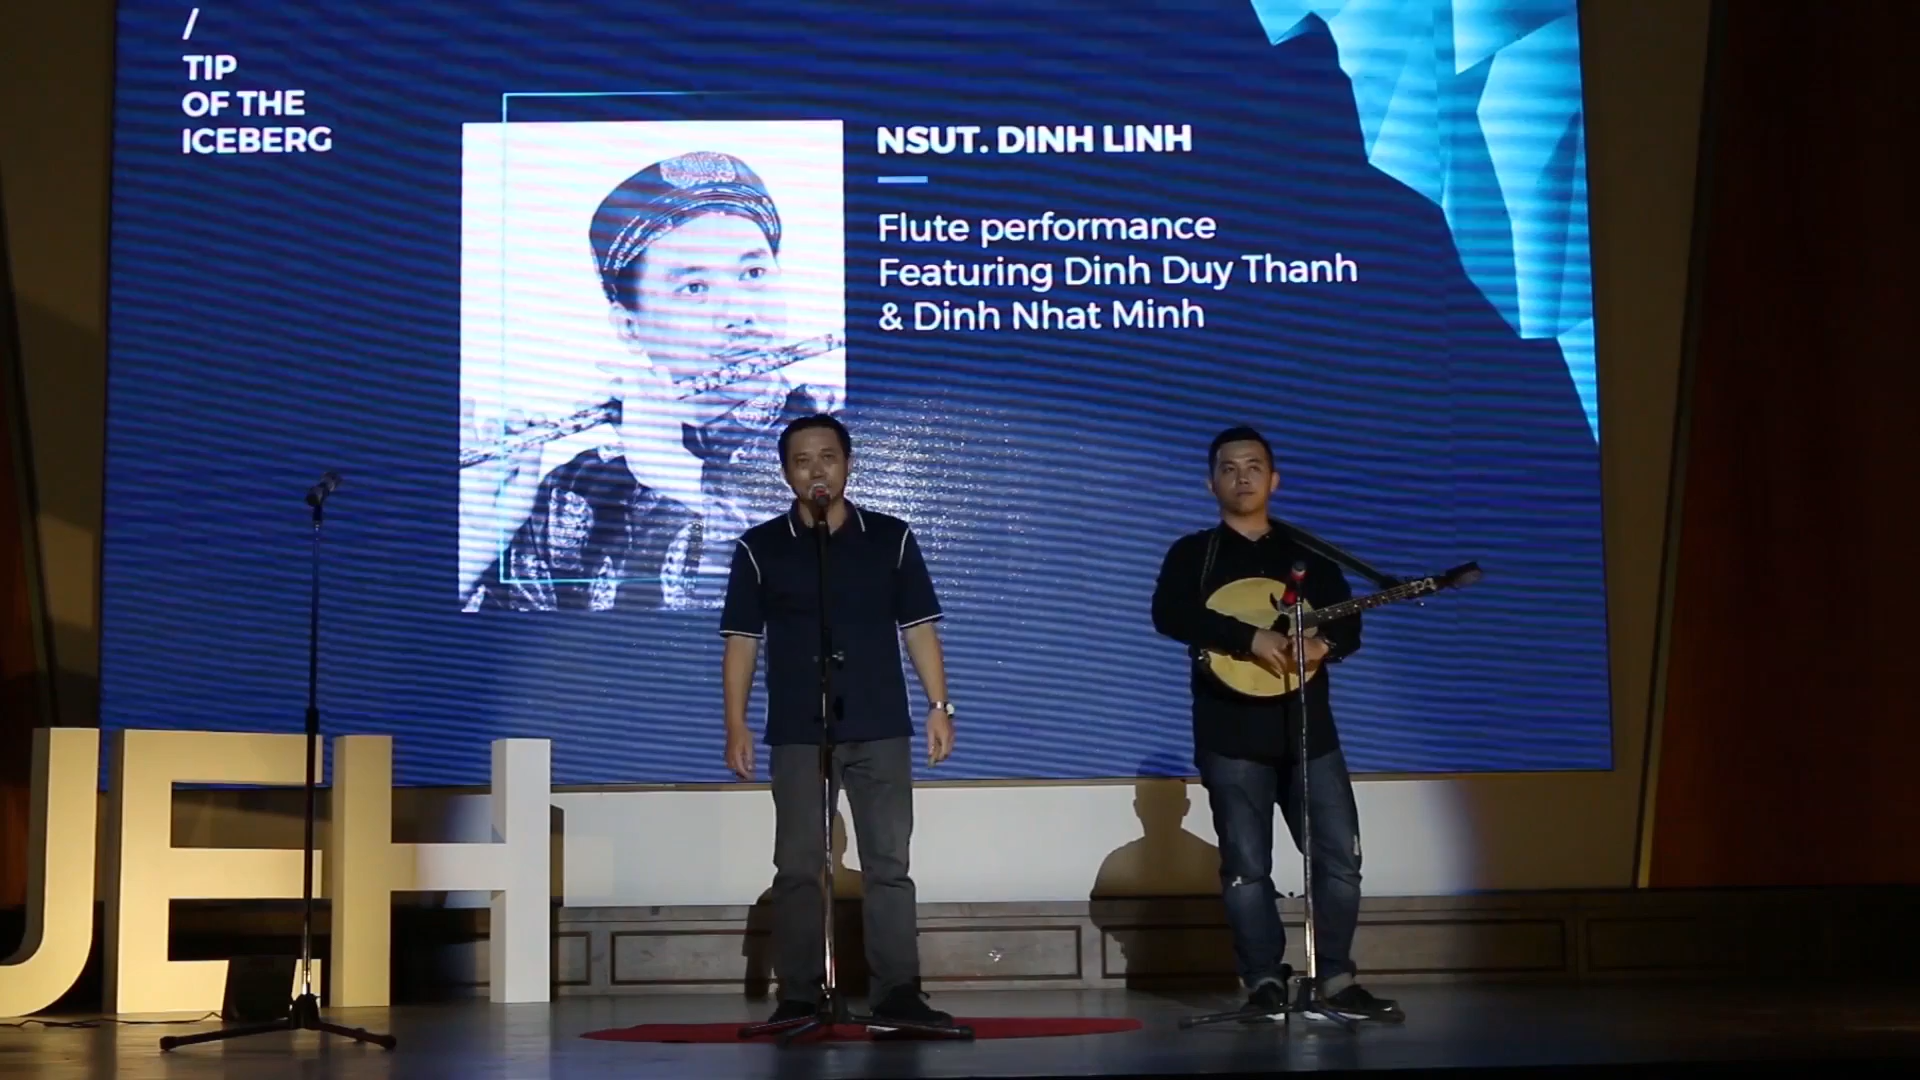 /
TIP
OF THE
ICEBERG
NSUT. DINH LINH
Flute performance
Featuring Dinh Duy Thanh
& Dinh Nhat Minh
UEH